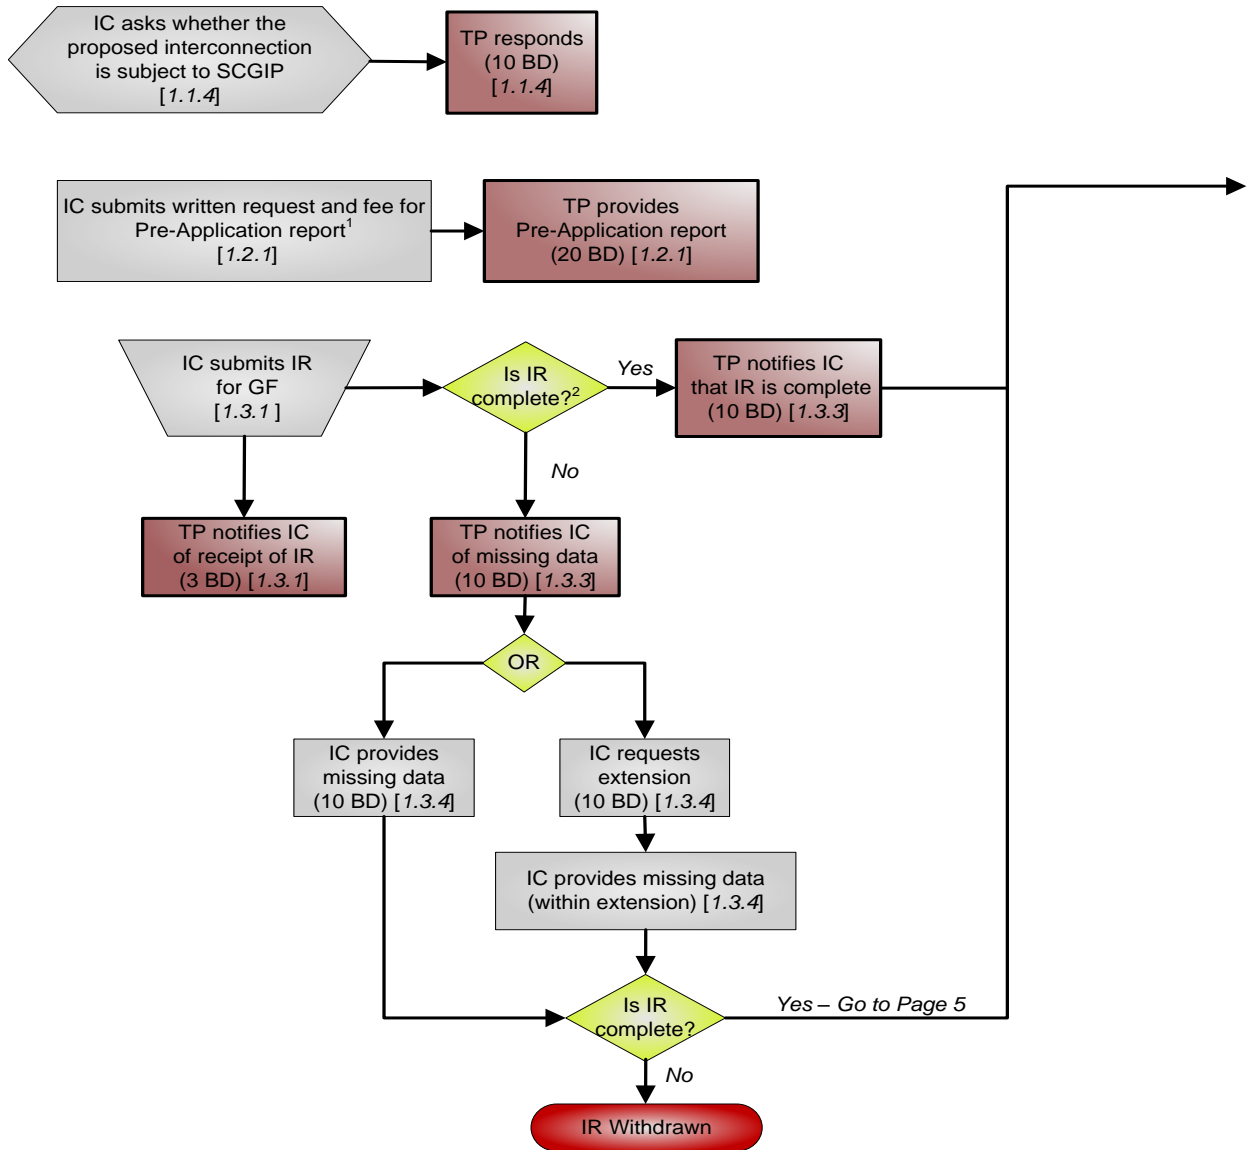 IC asks whether the
proposed interconnection
is subject to SCGIP
[1.1.4]
TP responds
(10 BD)
[1.1.4]
IC submits written request and fee for
Pre-Application report¹
[1.2.1]
TP provides
Pre-Application report
(20 BD) [1.2.1]
IC submits IR
for GF
[1.3.1 ]
Is IR
complete?²
Yes
TP notifies IC
that IR is complete
(10 BD) [1.3.3]
No
TP notifies IC
of receipt of IR
(3 BD) [1.3.1]
TP notifies IC
of missing data
(10 BD) [1.3.3]
OR
IC provides
missing data
(10 BD) [1.3.4]
IC requests
extension
(10 BD) [1.3.4]
IC provides missing data
(within extension) [1.3.4]
Is IR
complete?
Yes – Go to Page 5
No
IR Withdrawn